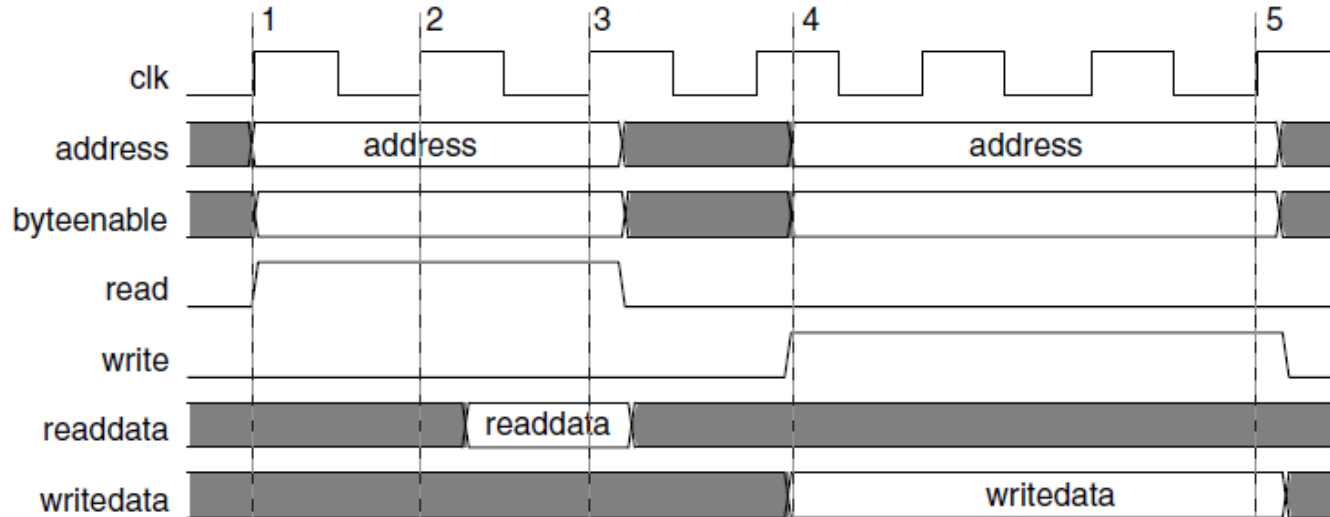 1 2 3 4 5
clk
address address address
byteenable
read
write
readdata readdata
writedata writedata